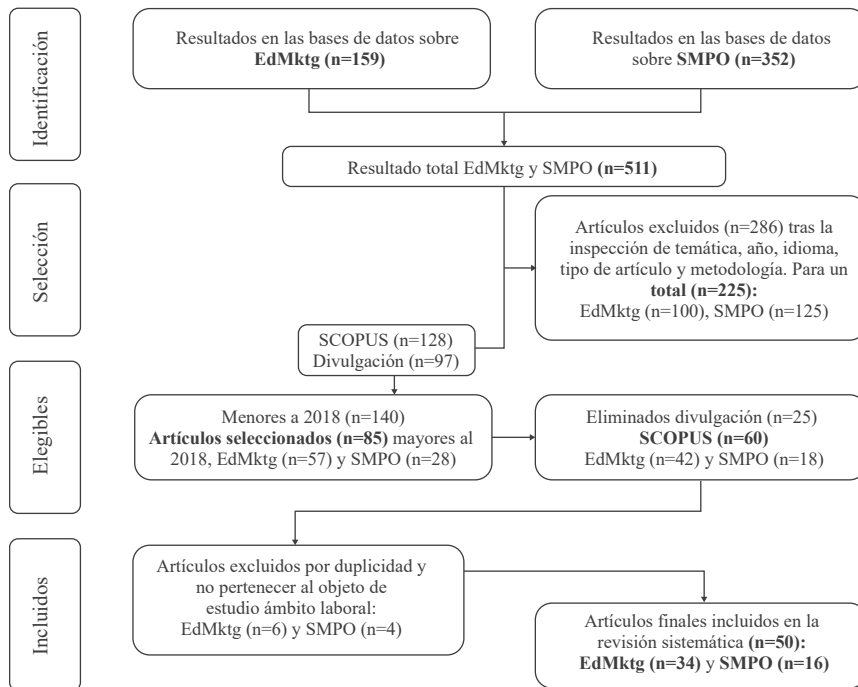 Identificación
Resultados en las bases de datos sobre
EdMktg (n=159)
Resultados en las bases de datos
sobre SMPO (n=352)
Resultado total EdMktg y SMPO (n=511)
Selección
Artículos excluidos (n=286) tras la
inspección de temática, año, idioma,
tipo de artículo y metodología. Para un
total (n=225):
EdMktg (n=100), SMPO (n=125)
SCOPUS (n=128)
Divulgación (n=97)
Elegibles
Menores a 2018 (n=140)
Artículos seleccionados (n=85) mayores al
2018, EdMktg (n=57) y SMPO (n=28)
Eliminados divulgación (n=25)
SCOPUS (n=60)
EdMktg (n=42) y SMPO (n=18)
Incluidos
Artículos excluidos por duplicidad y
no pertenecer al objeto de
estudio ámbito laboral:
EdMktg (n=6) y SMPO (n=4)
Artículos finales incluidos en la
revisión sistemática (n=50):
EdMktg (n=34) y SMPO (n=16)